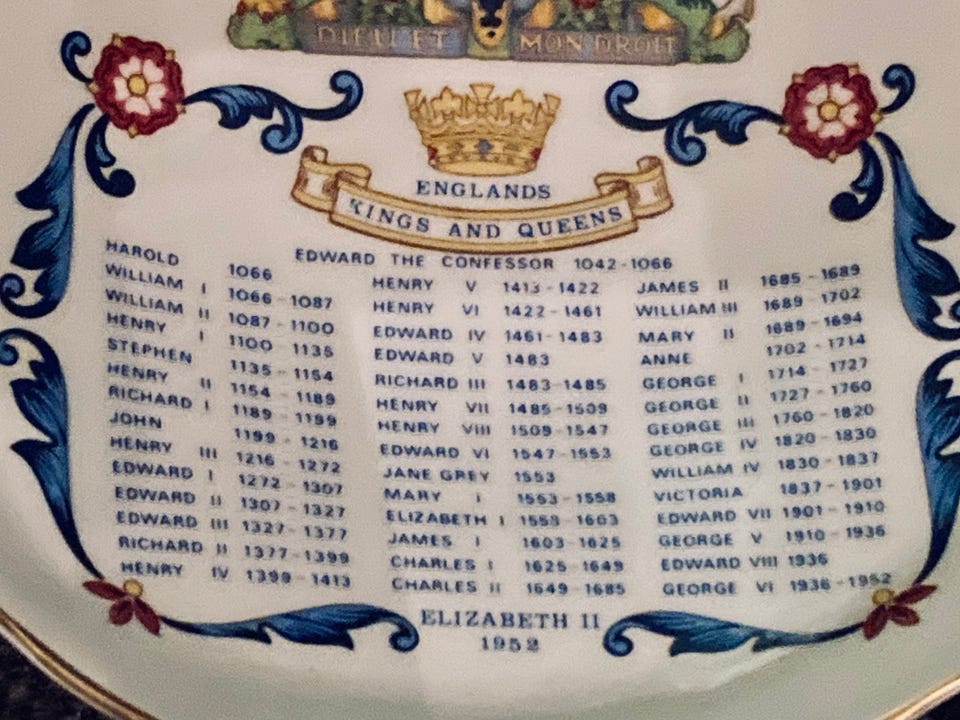 DIEU ET MON DROIT
ENGLANDS
KINGS AND QUEENS
EDWARD THE CONFESSOR 1042-1066
HAROLD 1066
WILLIAM I 1066-1087
WILLIAM II 1087-1100
HENRY I 1100 1135
STEPHEN 1135-1154
HENRY II 1154-1189
RICHARD I 1189-1199
JOHN 1199-1216
HENRY III 1216-1272
EDWARD I 1272-1307
EDWARD II 1307-1327
EDWARD III 1327-1377
RICHARD II 1377-1399
HENRY IV 1399-1413
HENRY V 1413-1422
HENRY VI 1422-1461
EDWARD IV 1461-1483
EDWARD V 1483
RICHARD III 1483-1485
HENRY VII 1485-1509
HENRY VIII 1509-1547
EDWARD VI 1547-1553
JANE GREY 1553
MARY I 1553-1558
ELIZABETH I 1558-1603
JAMES I 1603-1625
CHARLES I 1625-1649
CHARLES II 1649-1685
JAMES II 1685-1689
WILLIAM III 1689-1702
MARY II 1689-1694
ANNE 1702-1714
GEORGE I 1714-1727
GEORGE II 1727-1760
GEORGE III 1760-1820
GEORGE IV 1820-1830
WILLIAM IV 1830-1837
VICTORIA 1837-1901
EDWARD VII 1901-1910
GEORGE V 1910-1936
EDWARD VIII 1936
GEORGE VI 1936-1952
ELIZABETH II
1952